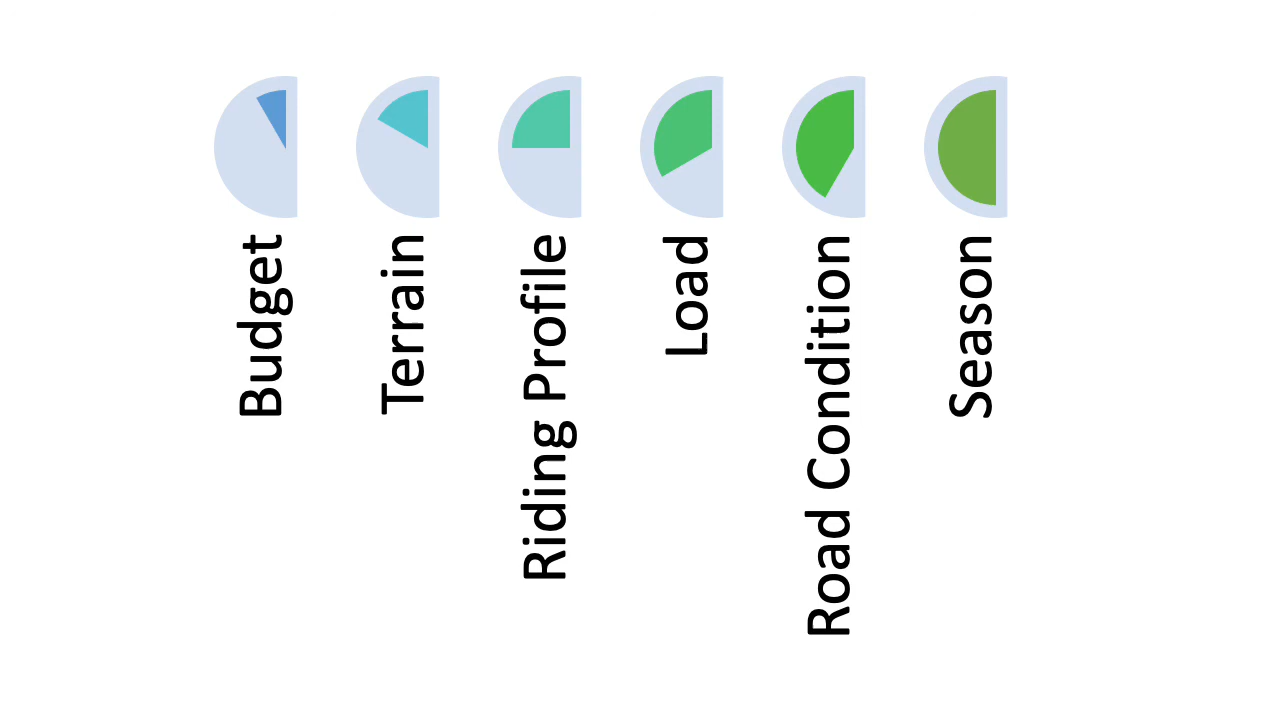 Budget
Terrain
Riding Profile
Load
Road Condition
Season